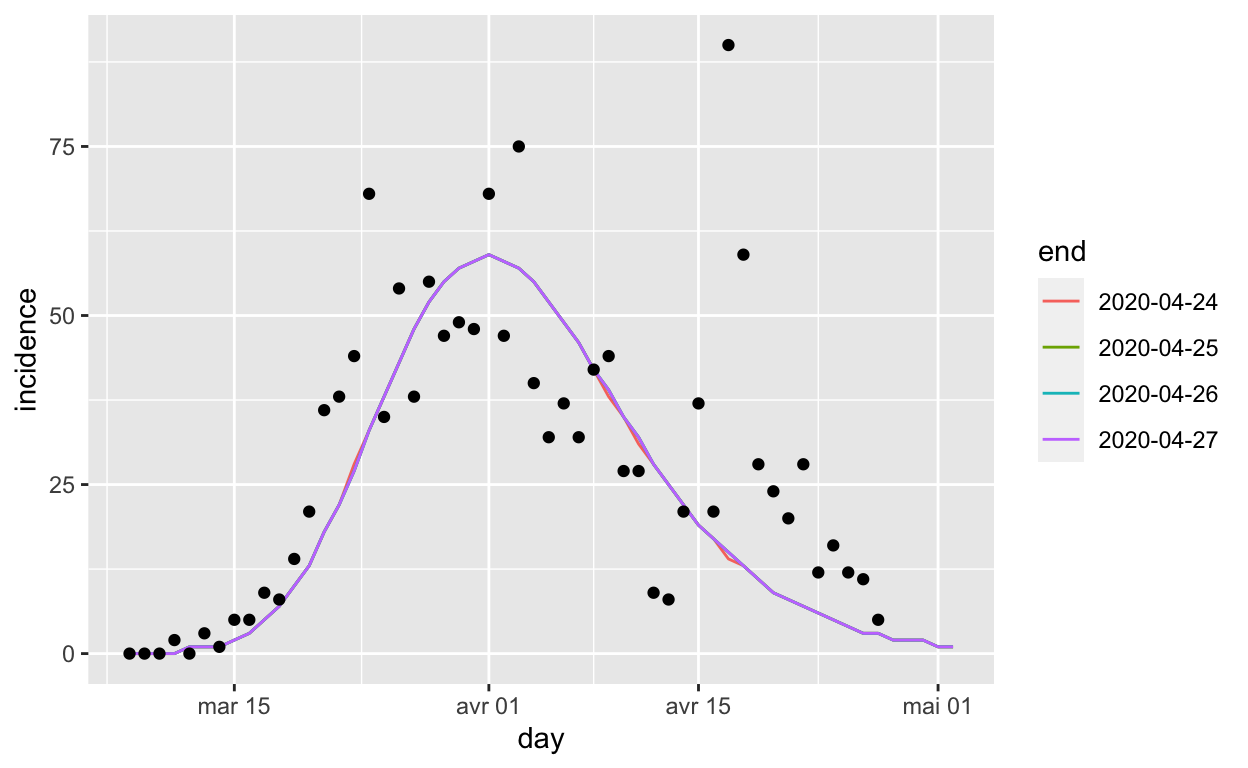 75
50
25
0
incidence
mar 15
avr 01
avr 15
mai 01
day
end
2020-04-24
2020-04-25
2020-04-26
2020-04-27